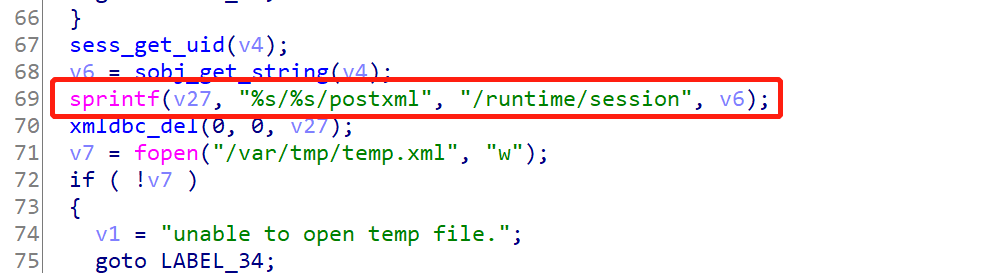 66 }
67 sess_get_uid(v4);
68 v6 = sobj_get_string(v4);
69 sprintf(v27, "%s/%s/postxml", "/runtime/session", v6);
70 xmldbc_del(0, 0, v27);
71 v7 = fopen("/var/tmp/temp.xml", "w");
72 if ( !v7 )
73 {
74 v1 = "unable to open temp file.";
75 goto LABEL_34;